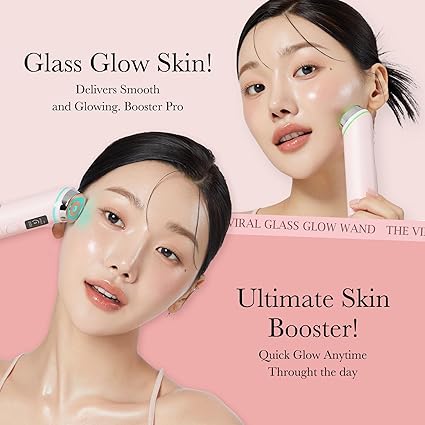 Glass Glow Skin!
Delivers Smooth
and Glowing. Booster Pro
VIRAL GLASS GLOW WAND THE VI
Ultimate Skin
Booster!
Quick Glow Anytime
Throught the day